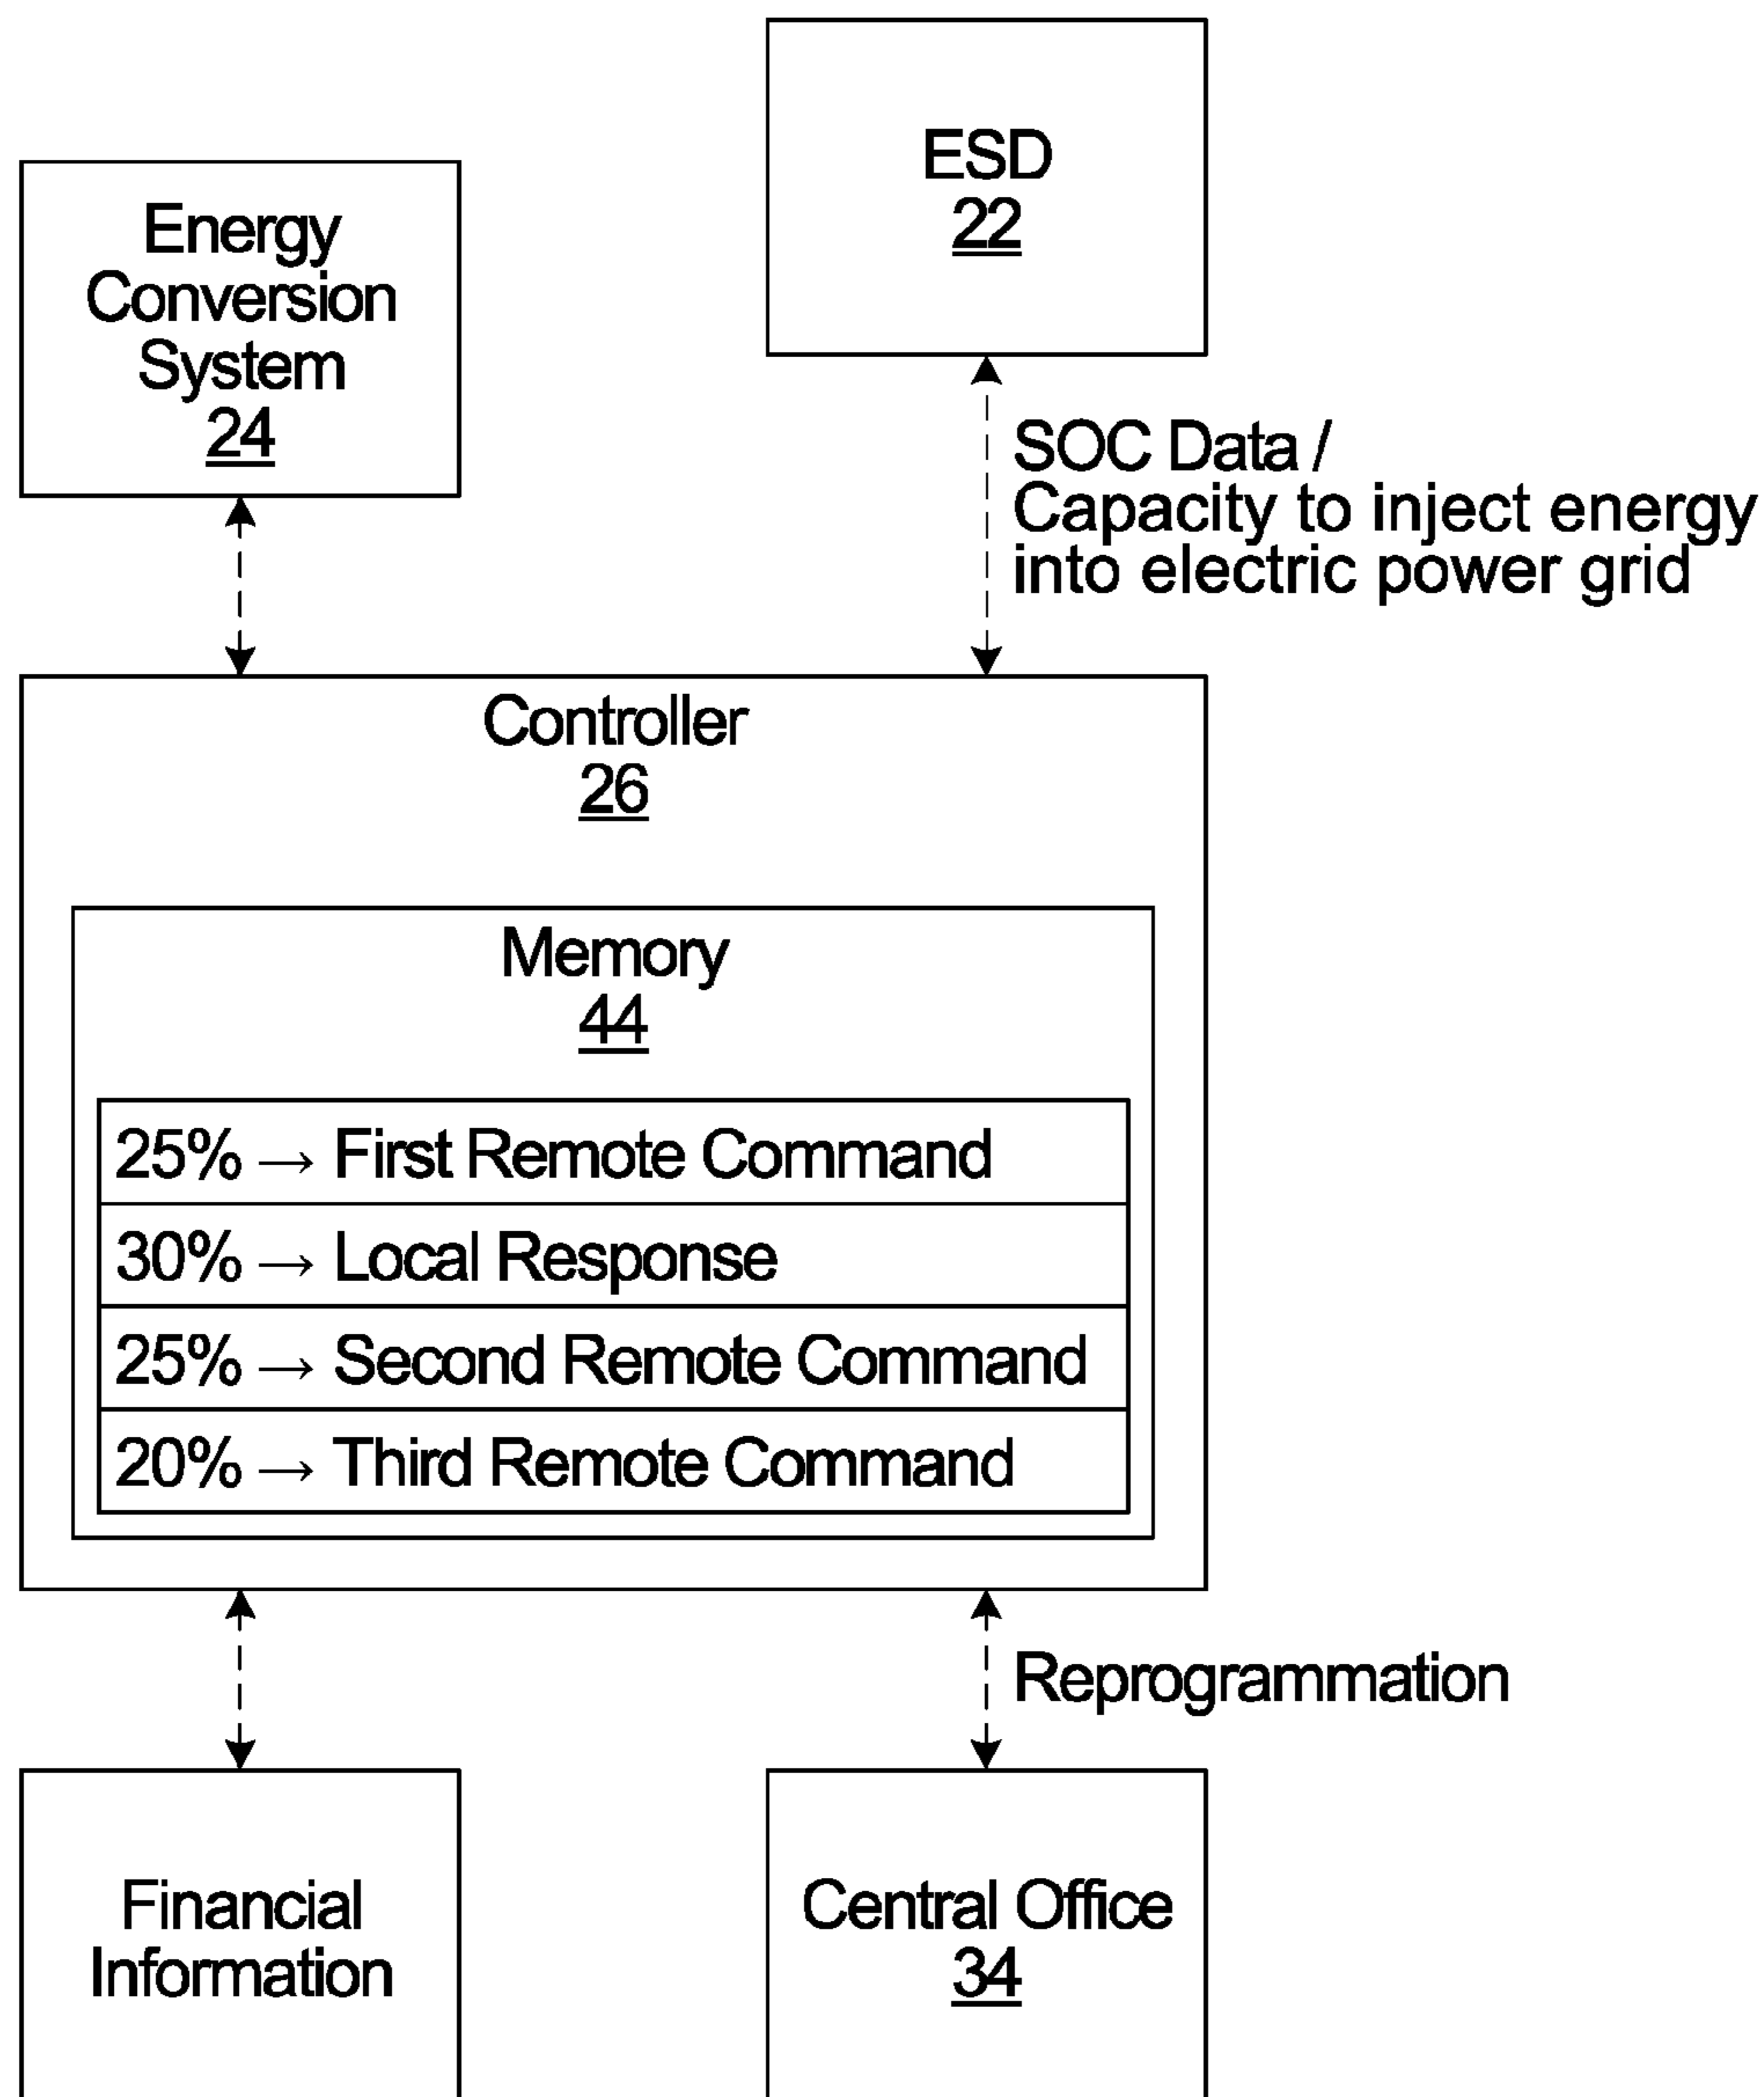 ESD
22
Energy
Conversion
System
24
SOC Data /
Capacity to inject energy
into electric power grid
Controller
26
Memory
44
25% → First Remote Command
30% → Local Response
25% → Second Remote Command
20% → Third Remote Command
Reprogrammation
Financial
Information
Central Office
34